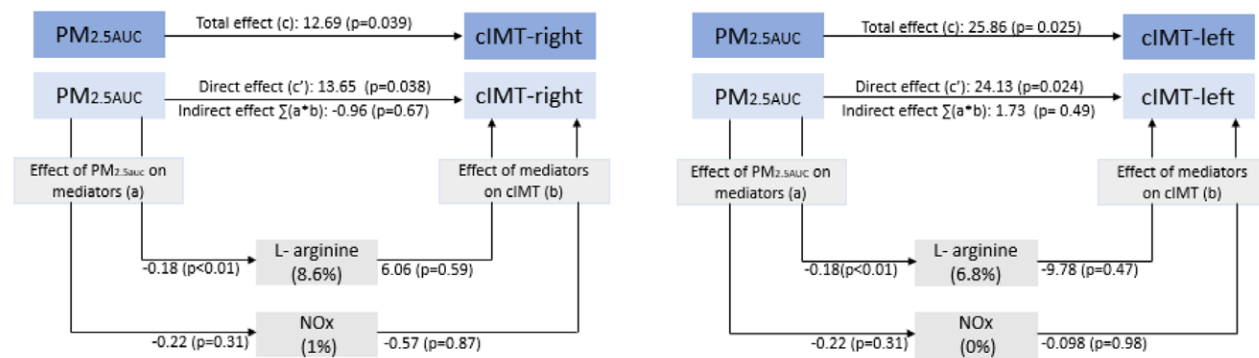 PM2.5AUC
Total effect (c): 12.69 (p=0.039)
cIMT-right
PM2.5AUC
Direct effect (c'): 13.65 (p=0.038)
Indirect effect ∑(a*b): -0.96 (p=0.67)
cIMT-right
Effect of PM2.5AUC on
mediators (a)
Effect of mediators
on cIMT (b)
-0.18 (p<0.01)
L- arginine
(8.6%)
6.06 (p=0.59)
-0.22 (p=0.31)
NOx
(1%)
-0.57 (p=0.87)
PM2.5AUC
Total effect (c): 25.86 (p= 0.025)
cIMT-left
PM2.5AUC
Direct effect (c'): 24.13 (p=0.024)
Indirect effect ∑(a*b): 1.73 (p= 0.49)
cIMT-left
Effect of PM2.5AUC on
mediators (a)
Effect of mediators
on cIMT (b)
-0.18(p<0.01)
L- arginine
(6.8%)
-9.78 (p=0.47)
-0.22 (p=0.31)
NOx
(0%)
-0.098 (p=0.98)